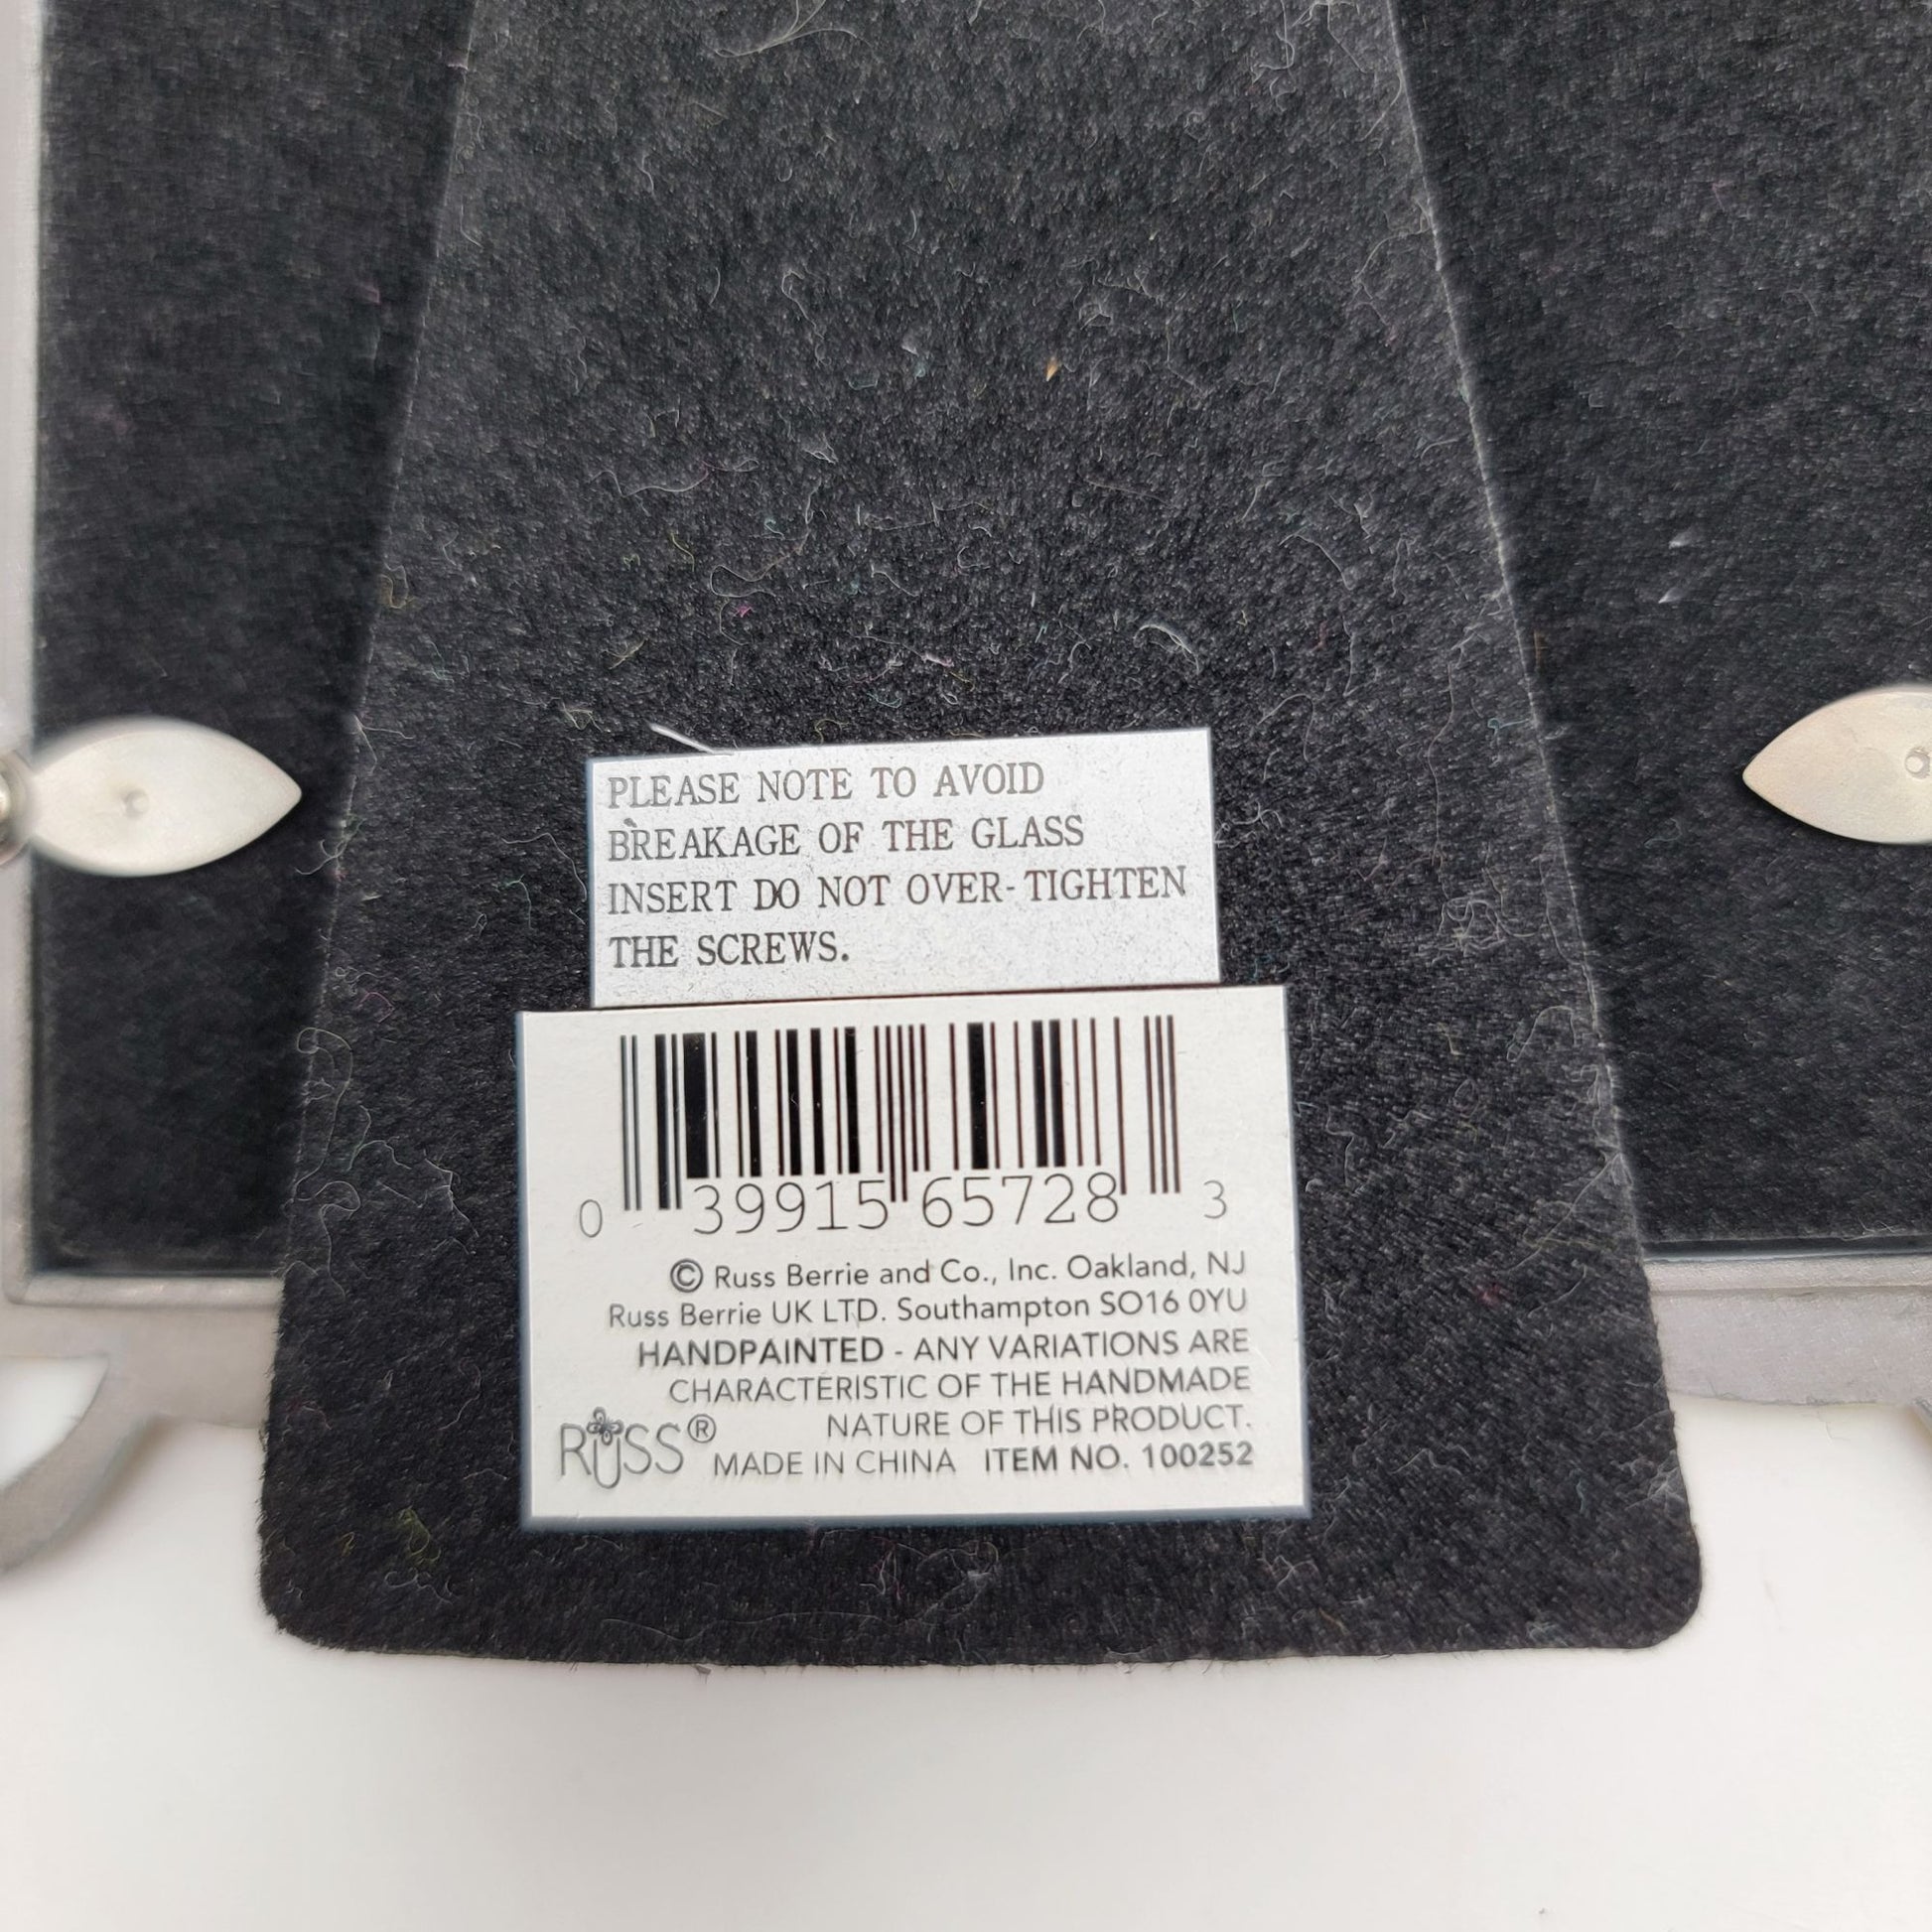 PLEASE NOTE TO AVOID
BREAKAGE OF THE GLASS
INSERT DO NOT OVER-TIGHTEN
THE SCREWS.
0 39915 65728 3
© Russ Berrie and Co., Inc. Oakland, NJ
Russ Berrie UK LTD. Southampton SO16 0YU
HANDPAINTED - ANY VARIATIONS ARE
CHARACTERISTIC OF THE HANDMADE
NATURE OF THIS PRODUCT.
RUSS® MADE IN CHINA ITEM NO. 100252